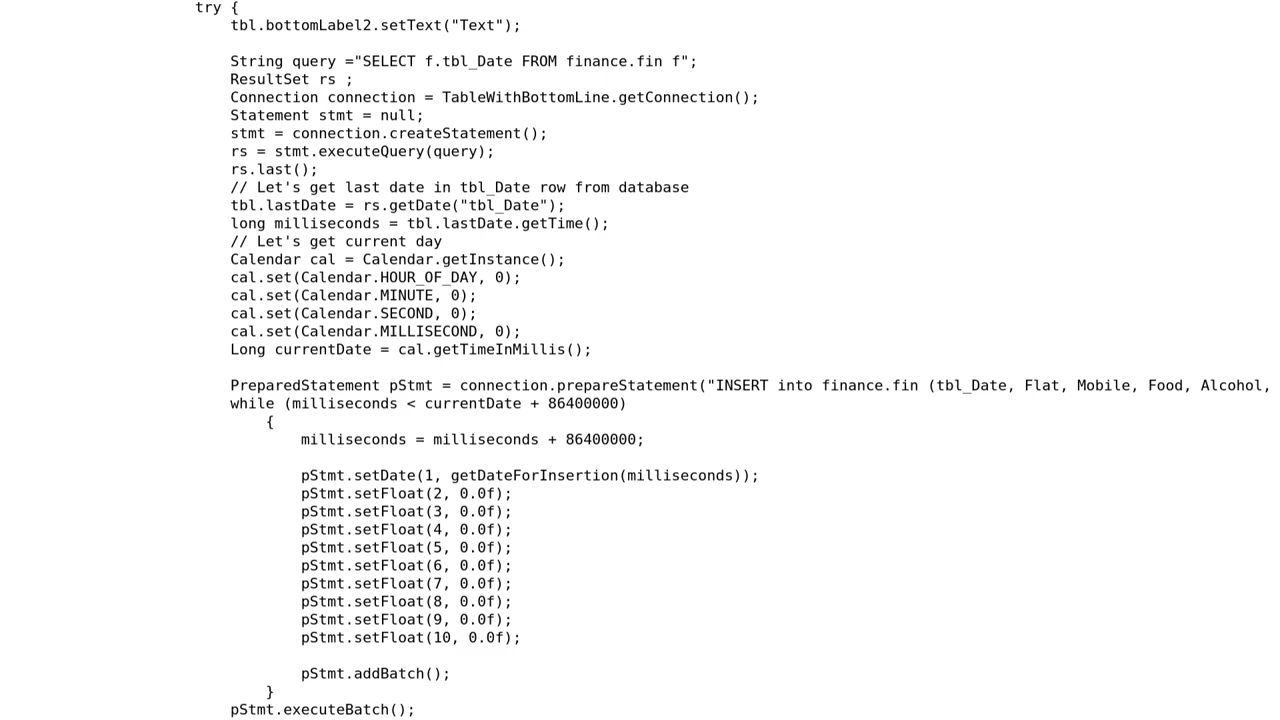 try {
tbl.bottomLabel2.setText("Text");
String query ="SELECT f.tbl_Date FROM finance.fin f";
ResultSet rs ;
Connection connection = TableWithBottomLine.getConnection();
Statement stmt = null;
stmt = connection.createStatement();
rs = stmt.executeQuery(query);
rs.last();
// Let's get last date in tbl_Date row from database
tbl.lastDate = rs.getDate("tbl_Date");
long milliseconds = tbl.lastDate.getTime();
// Let's get current day
Calendar cal = Calendar.getInstance();
cal.set(Calendar.HOUR_OF_DAY, 0);
cal.set(Calendar.MINUTE, 0);
cal.set(Calendar.SECOND, 0);
cal.set(Calendar.MILLISECOND, 0);
Long currentDate = cal.getTimeInMillis();
PreparedStatement pStmt = connection.prepareStatement("INSERT into finance.fin (tbl_Date, Flat, Mobile, Food, Alcohol,
while (milliseconds < currentDate + 86400000)
{
milliseconds = milliseconds + 86400000;
pStmt.setDate(1, getDateForInsertion(milliseconds));
pStmt.setFloat(2, 0.0f);
pStmt.setFloat(3, 0.0f);
pStmt.setFloat(4, 0.0f);
pStmt.setFloat(5, 0.0f);
pStmt.setFloat(6, 0.0f);
pStmt.setFloat(7, 0.0f);
pStmt.setFloat(8, 0.0f);
pStmt.setFloat(9, 0.0f);
pStmt.setFloat(10, 0.0f);
pStmt.addBatch();
}
pStmt.executeBatch();